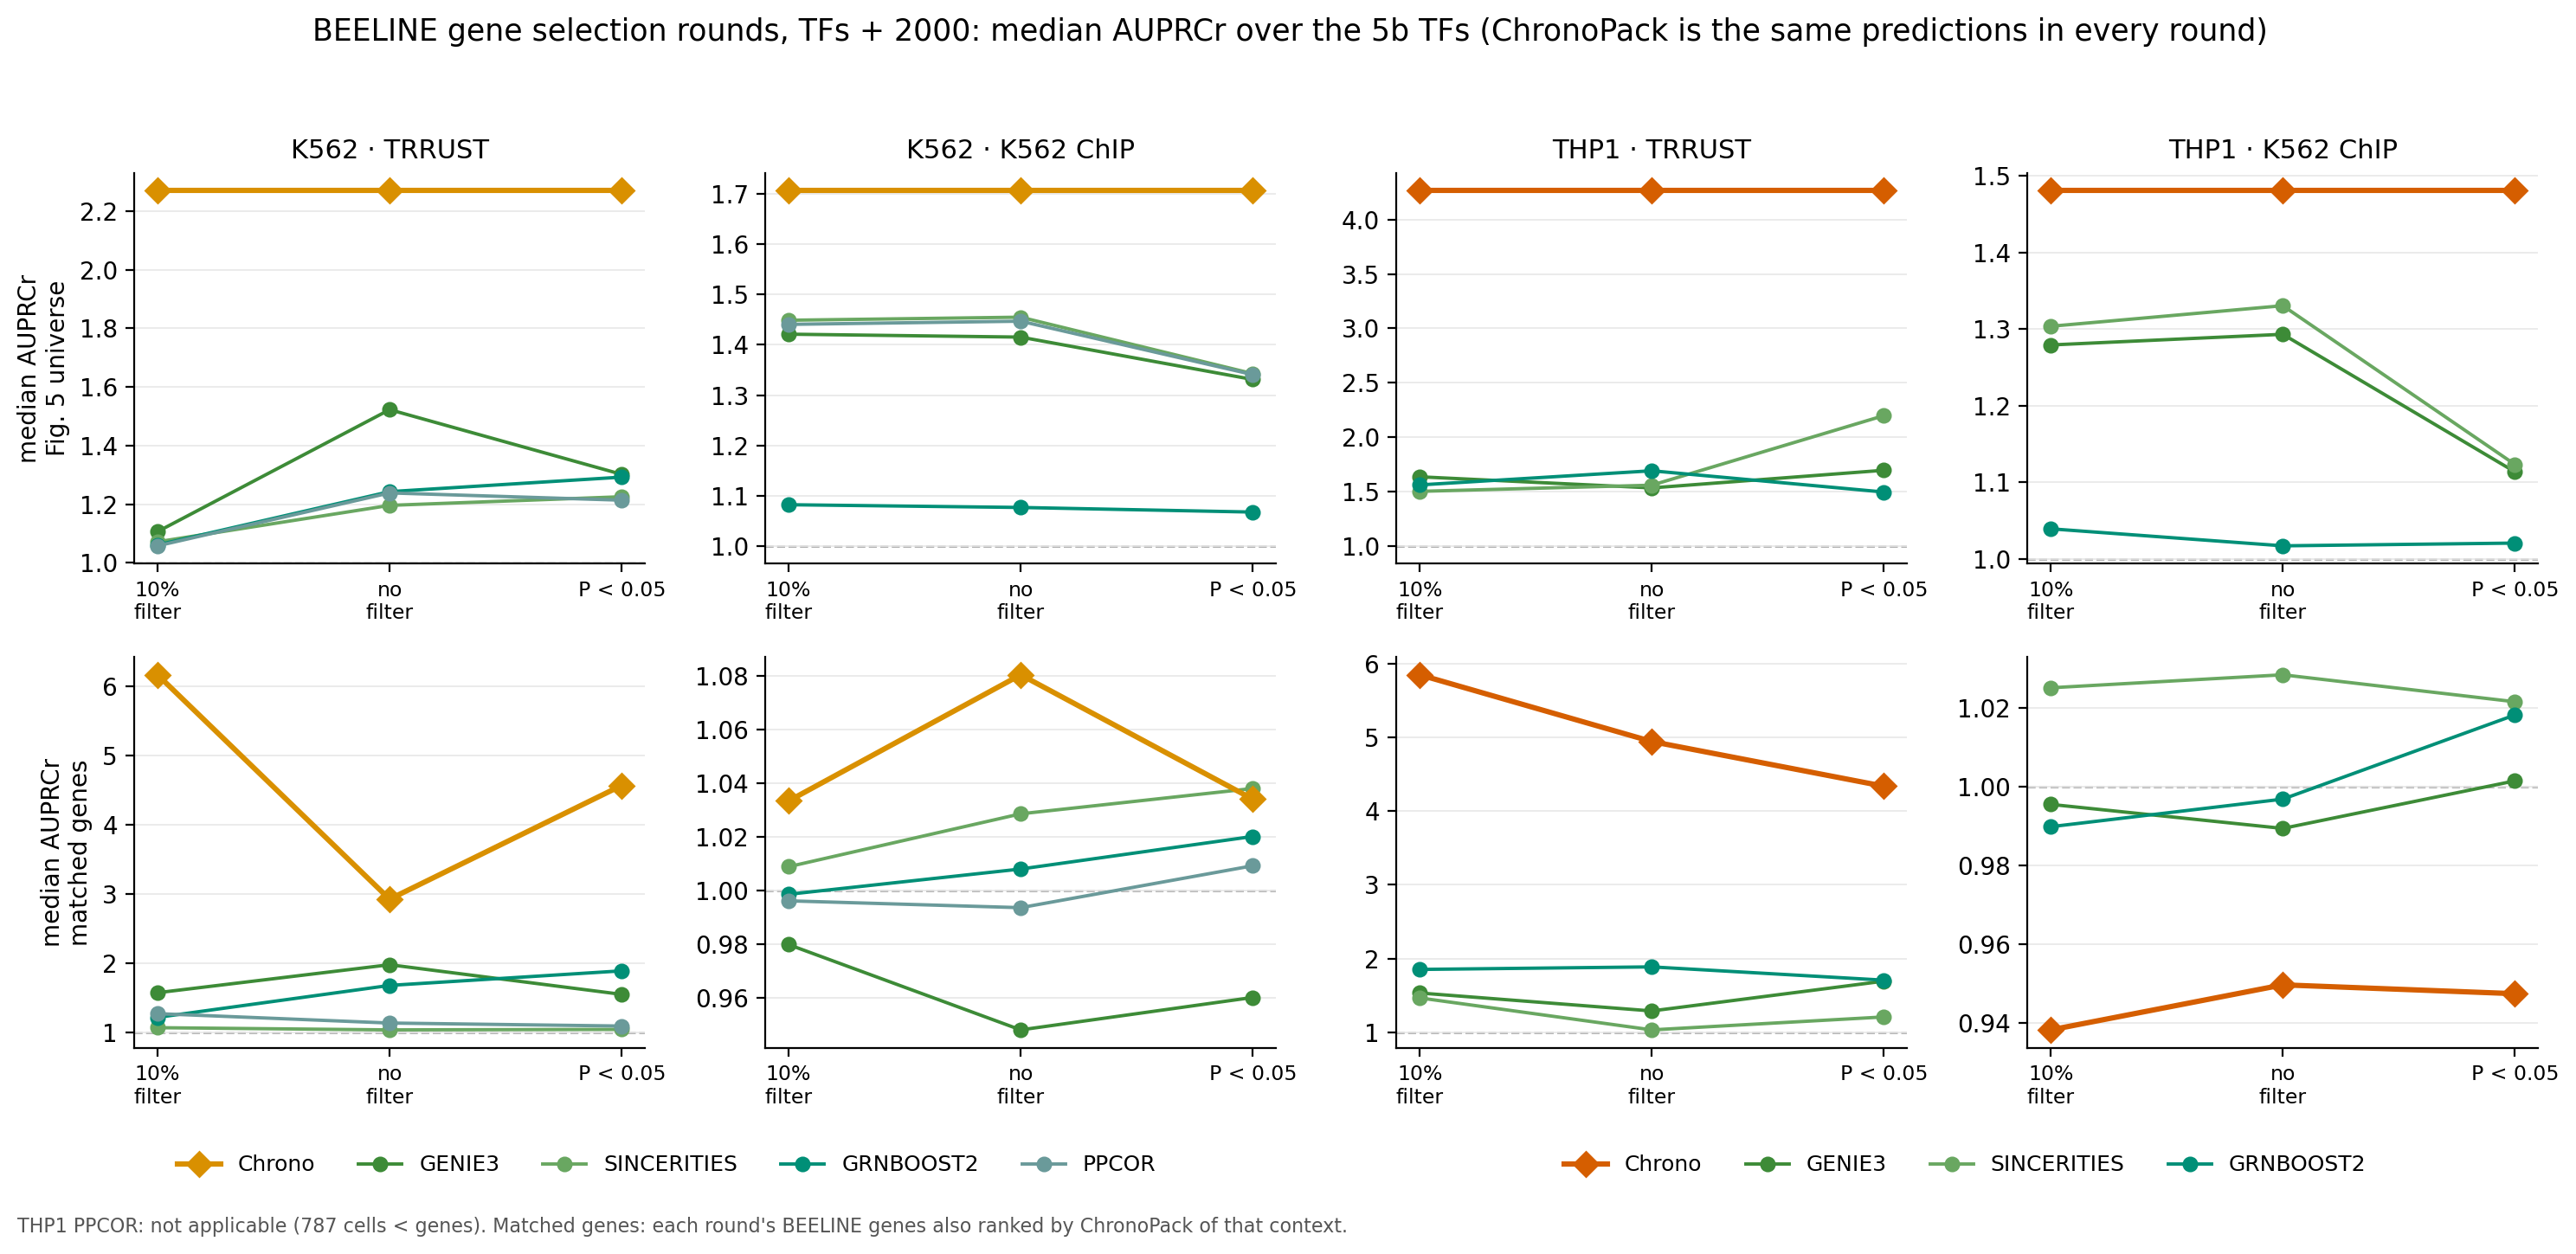 BEELINE gene selection rounds, TFs + 2000: median AUPRCr over the 5b TFs (ChronoPack is the same predictions in every round)
K562 · TRRUST
K562 · K562 ChIP
THP1 · TRRUST
THP1 · K562 ChIP
median AUPRCr
Fig. 5 universe
2.2
2.0
1.8
1.6
1.4
1.2
1.0
10%
filter
no
filter
P < 0.05
1.7
1.6
1.5
1.4
1.3
1.2
1.1
1.0
10%
filter
no
filter
P < 0.05
4.0
3.5
3.0
2.5
2.0
1.5
1.0
10%
filter
no
filter
P < 0.05
1.5
1.4
1.3
1.2
1.1
1.0
10%
filter
no
filter
P < 0.05
median AUPRCr
matched genes
6
5
4
3
2
1
10%
filter
no
filter
P < 0.05
1.08
1.06
1.04
1.02
1.00
0.98
0.96
10%
filter
no
filter
P < 0.05
6
5
4
3
2
1
10%
filter
no
filter
P < 0.05
1.02
1.00
0.98
0.96
0.94
10%
filter
no
filter
P < 0.05
Chrono GENIE3 SINCERITIES GRNBOOST2 PPCOR
Chrono GENIE3 SINCERITIES GRNBOOST2
THP1 PPCOR: not applicable (787 cells < genes). Matched genes: each round's BEELINE genes also ranked by ChronoPack of that context.